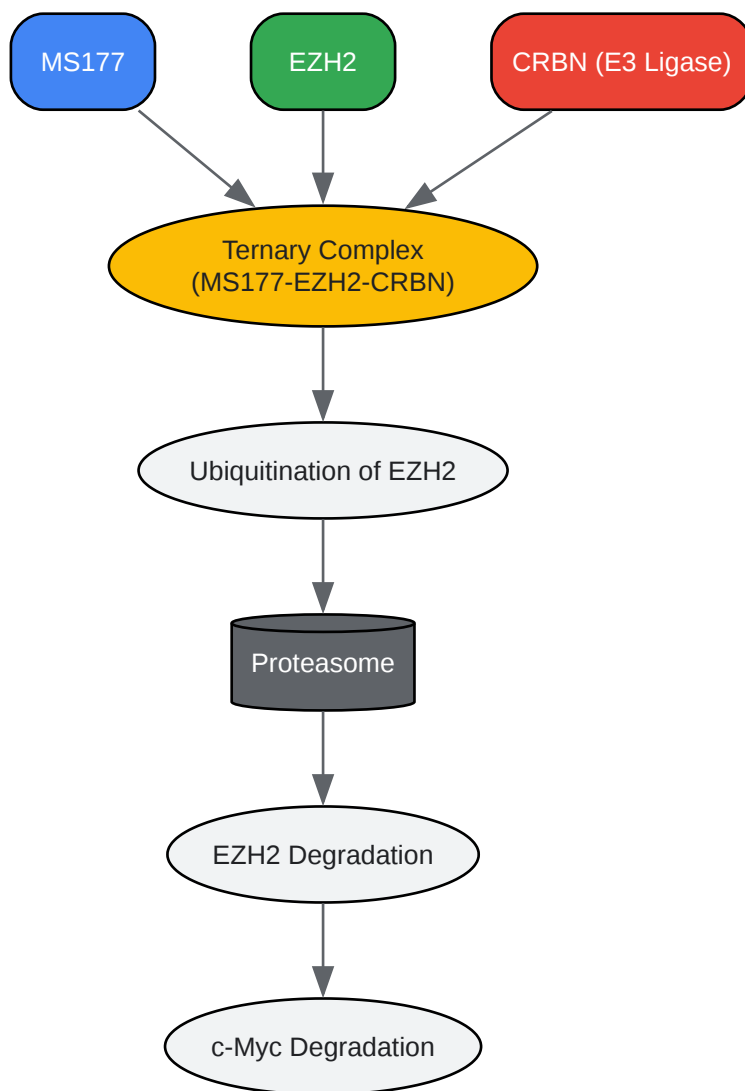 MS177
EZH2
CRBN (E3 Ligase)
Ternary Complex
(MS177-EZH2-CRBN)
Ubiquitination of EZH2
Proteasome
EZH2 Degradation
c-Myc Degradation